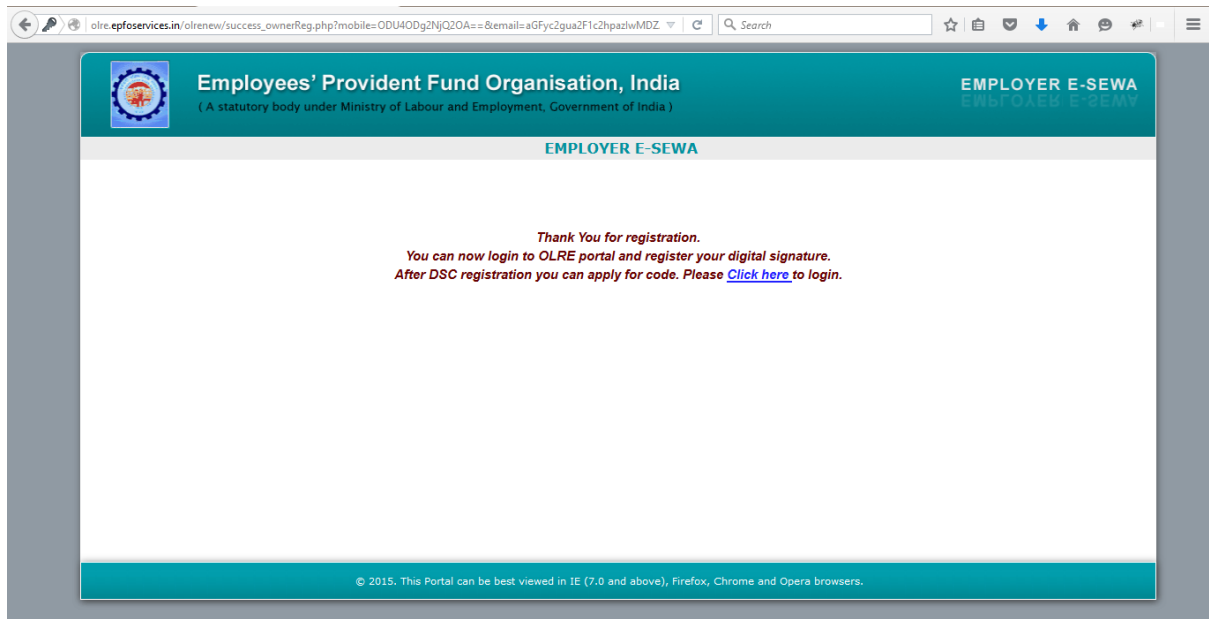 olre.epfoservices.in/olrenew/success_ownerReg.php?mobile=ODU4ODg2NjQ2OA==&email=aGFyc2gua2F1c2hpazIwMDZ
Search
Employees' Provident Fund Organisation, India
( A statutory body under Ministry of Labour and Employment, Government of India )
EMPLOYER E-SEWA
EMPLOYER E-SEWA
Thank You for registration.
You can now login to OLRE portal and register your digital signature.
After DSC registration you can apply for code. Please Click here to login.
© 2015. This Portal can be best viewed in IE (7.0 and above), Firefox, Chrome and Opera browsers.